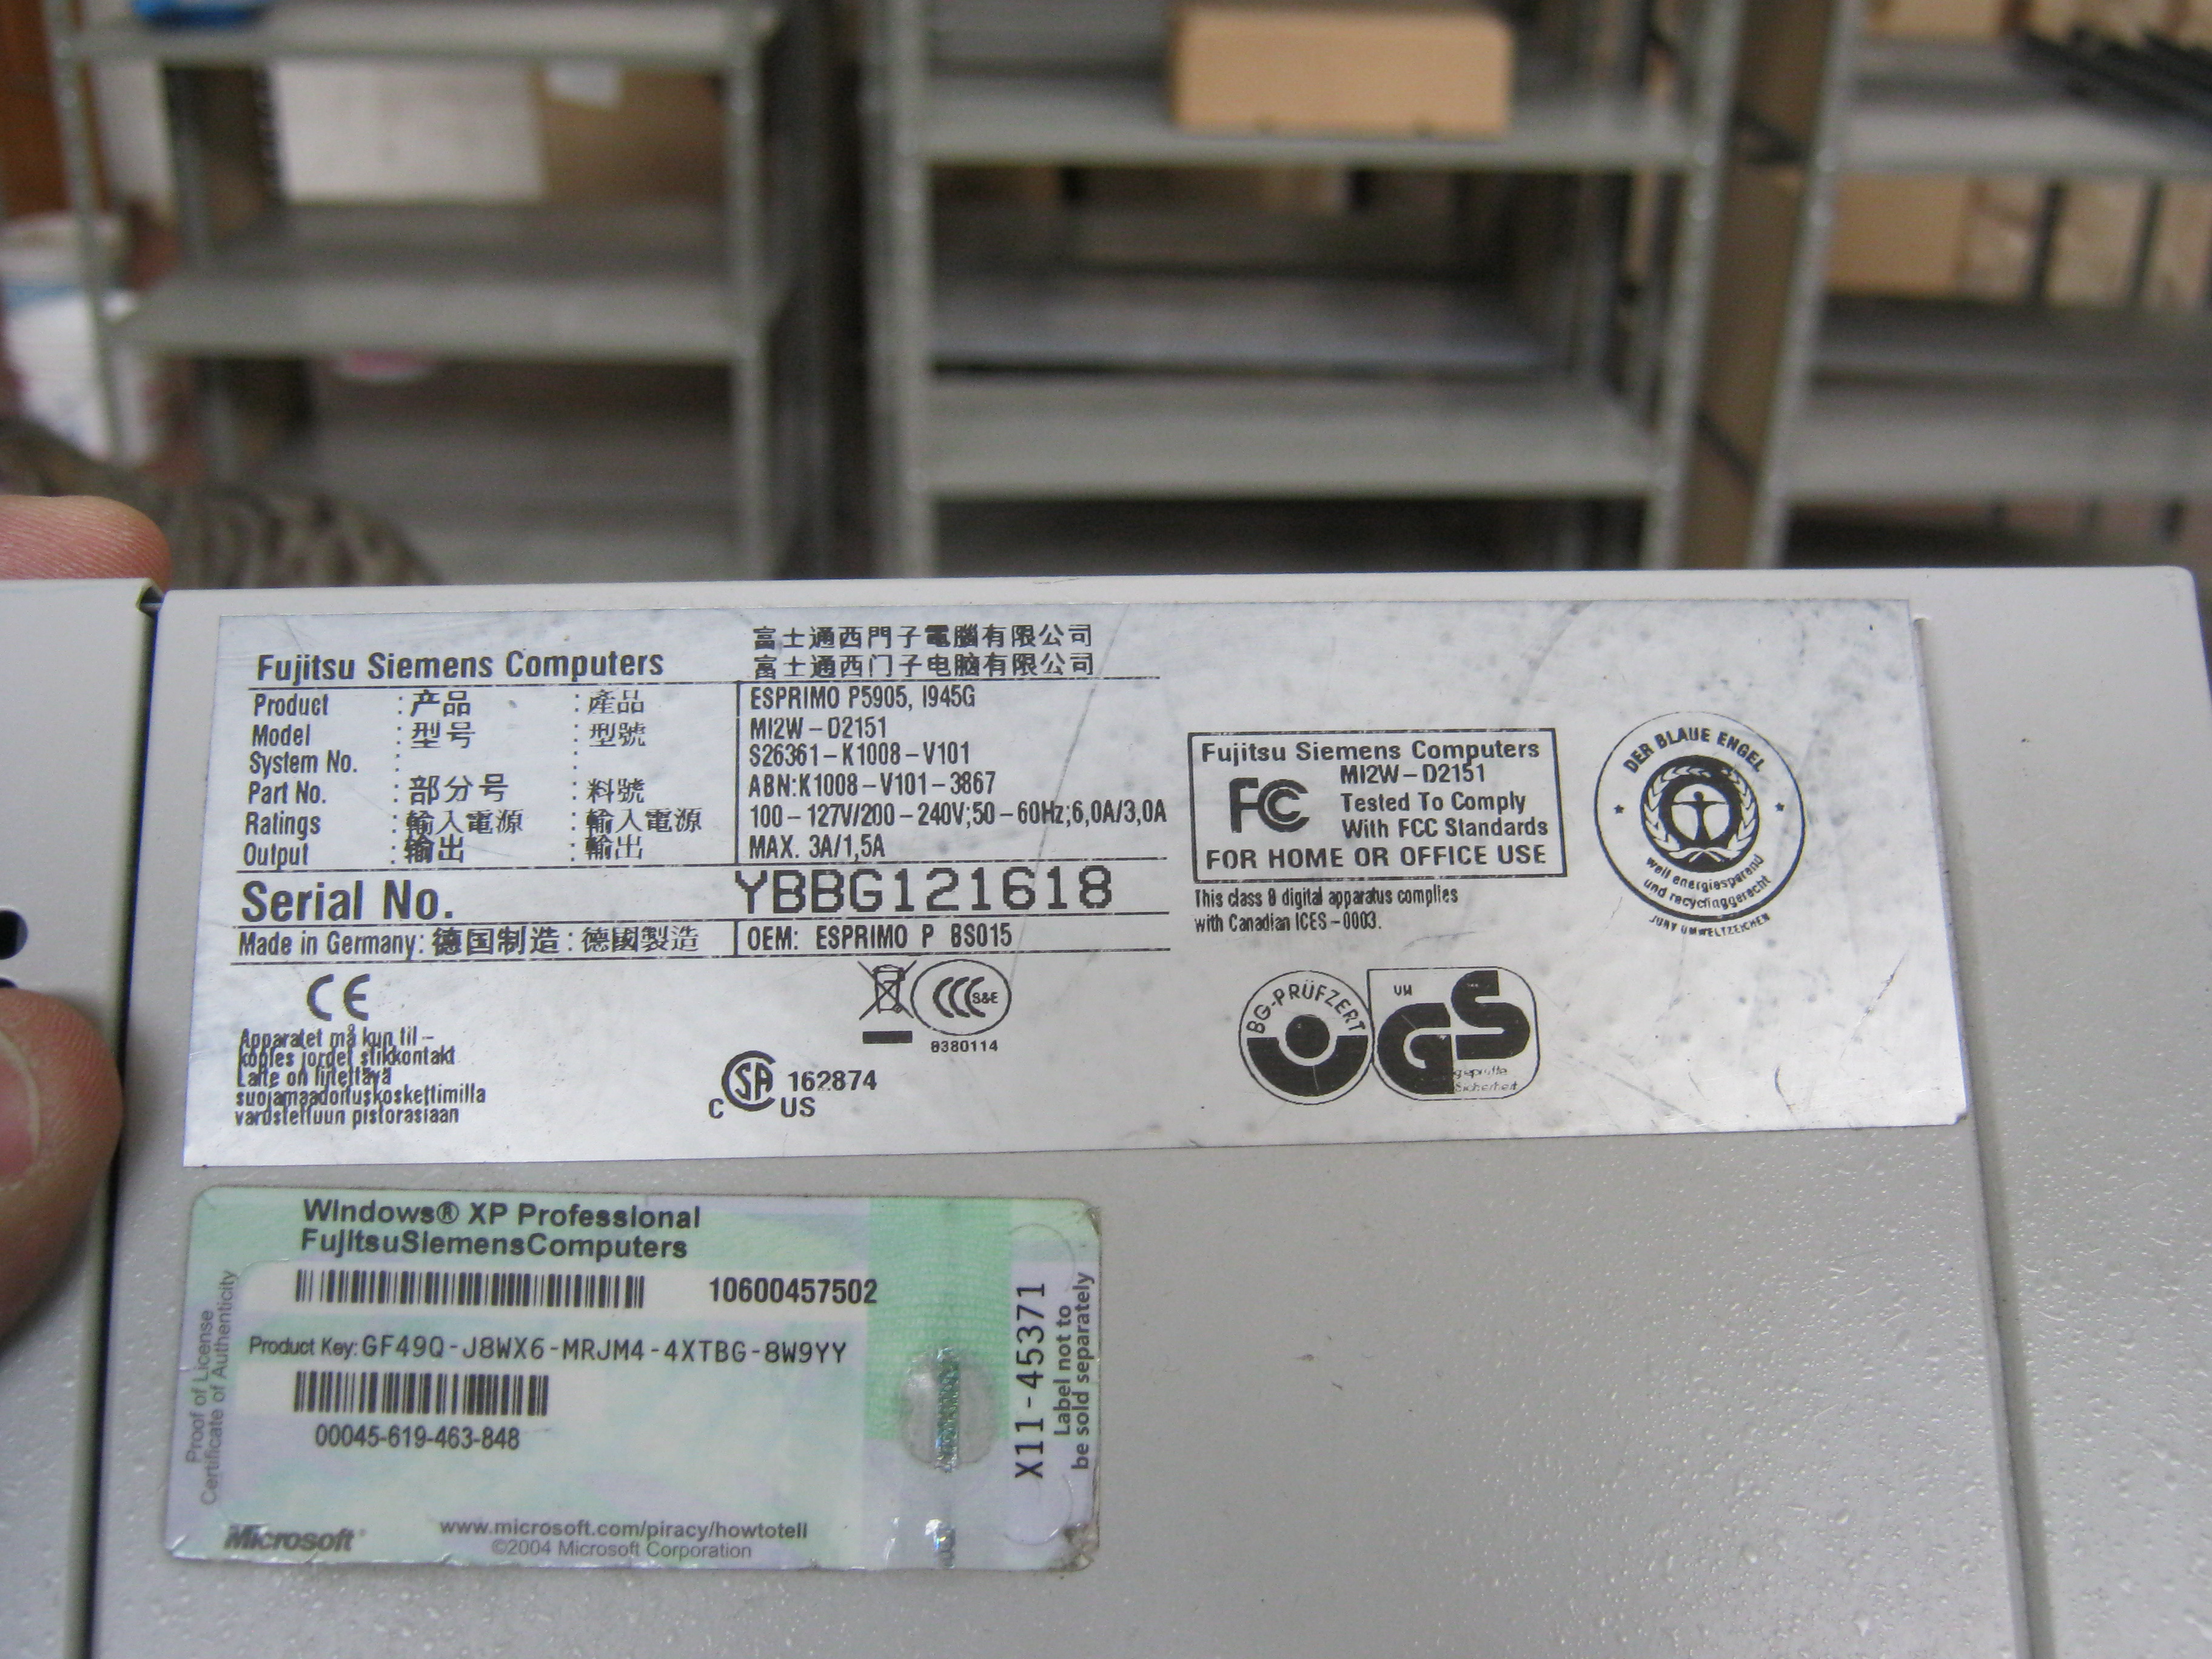 富士通西門子電腦有限公司
Fujitsu Siemens Computers 富士通西门子电脑有限公司
Product : 产品 : 產品 ESPRIMO P5905, I945G
Model : 型号 : 型號 MI2W-D2151
System No. : : S26361-K1008-V101
Part No. : 部分号 : 料號 ABN:K1008-V101-3867
Ratings : 輸入電源 : 輸入電源 100-127V/200-240V;50-60Hz;6,0A/3,0A
Output : 输出 : 輸出 MAX. 3A/1,5A
Serial No. YBBG121618
Made in Germany: 德国制造: 德國製造 OEM: ESPRIMO P BS015
CE
Apparatet må kun til-
koples jordet stikkontakt
Laite on liitettävä
suojamaadoituskoskettimilla
varustettuun pistorasiaan
CCC S&E
8380114
C SA 162874
C US
Fujitsu Siemens Computers
FC MI2W-D2151
Tested To Comply
With FCC Standards
FOR HOME OR OFFICE USE
This class B digital apparatus complies
with Canadian ICES-0003.
DER BLAUE ENGEL
weil energiesparend
und recyclinggerecht
JURY UMWELTZEICHEN
BG-PRÜFZERT
GS
geprüfte
Sicherheit
Windows® XP Professional
FujitsuSiemensComputers
10600457502
Product Key: GF49Q-J8WX6-MRJM4-4XTBG-8W9YY
00045-619-463-848
Proof of License
Certificate of Authenticity
X11-45371
Label not to
be sold separately
Microsoft®
www.microsoft.com/piracy/howtotell
©2004 Microsoft Corporation